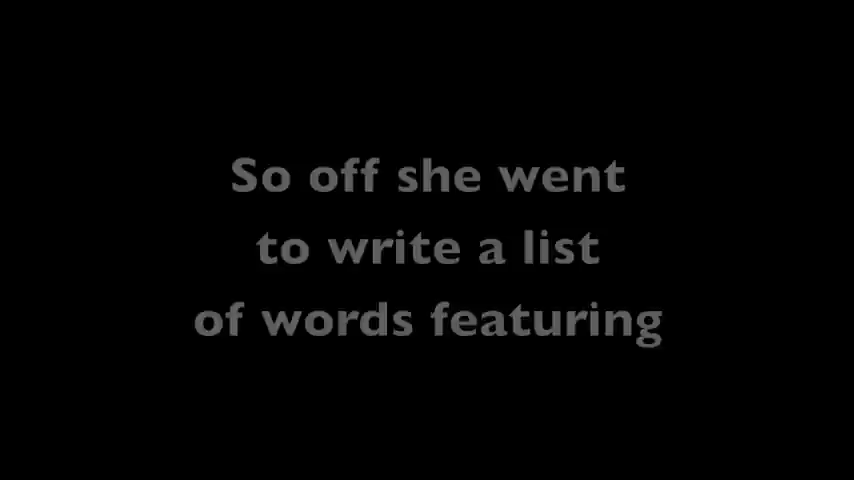 So off she went
to write a list
of words featuring